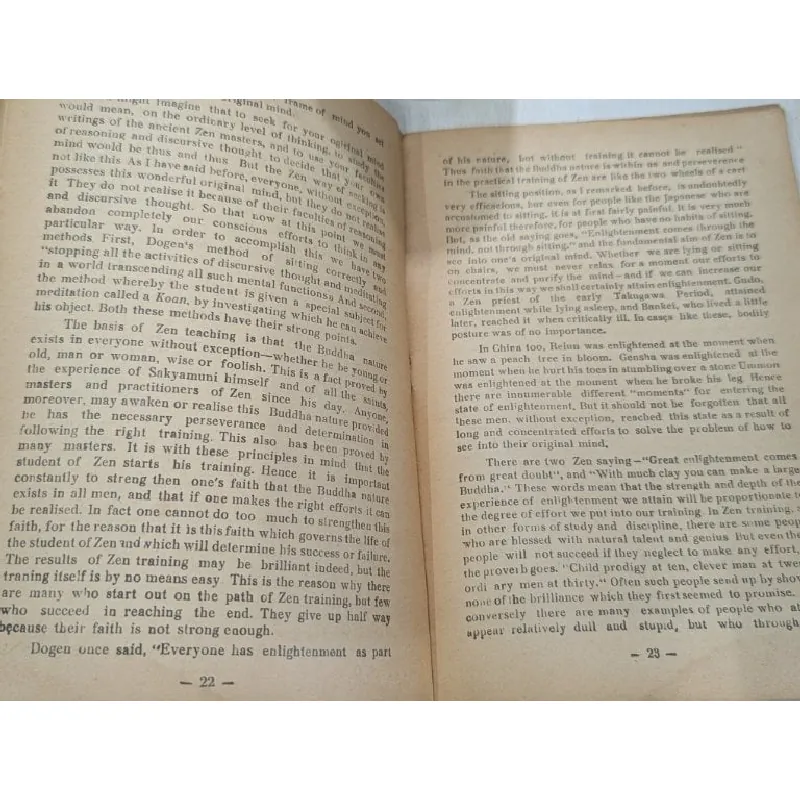 frame of mind you set
might imagine that to seek for your original mind
would mean, on the ordinary level of thinking, to study the
writings of the ancient Zen masters, and to use your faculties
of reasoning and discursive thought to decide that your own
mind would be thus and thus But the Zen way of seeking is
not like this. As I have said before, everyone, without exception,
possesses this wonderful original mind, but they do not realise
it They do not realise it because of their faculties of reasoning
and discursive thought. So that now at this point we must
abandon completely our conscious efforts to think in any
particular way. In order to accomplish this we have two
methods. First, Dogen's method of sitting correctly and
"stopping all the activities of discursive thought and meditating
in a world transcending all such mental functions; And second,
the method whereby the student is given a special subject for
meditation called a Koan, by investigating which he can achieve
his object. Both these methods have their strong points.
The basis of Zen teaching is that the Buddha nature
exists in everyone without exception—whether he be young or
old, man or woman, wise or foolish. This is a fact proved by
the experience of Sakyamuni himself and of all the saints,
masters and practitioners of Zen since his day. Anyone,
moreover, may awaken or realise this Buddha nature provided
he has the necessary perseverance and determination in
following the right training. This also has been proved by
many masters. It is with these principles in mind that the
student of Zen starts his training. Hence it is important
constantly to streng then one's faith that the Buddha nature
exists in all men, and that if one makes the right efforts it can
be realised. In fact one cannot do too much to strengthen this
faith, for the reason that it is this faith which governs the life of
the student of Zen and which will determine his success or failure.
The results of Zen training may be brilliant indeed, but the
traning itself is by no means easy This is the reason why there
are many who start out on the path of Zen training, but few
who succeed in reaching the end. They give up half way
because their faith is not strong enough.
Dogen once said, "Everyone has enlightenment as part
— 22 —
of his nature, but without training it cannot be realised"
Thus faith that the Buddha nature is within us and perseverence
in the practical training of Zen are like the two wheels of a cart
The sitting position, as I remarked before, is undoubtedly
very efficacious, but even for people like the Japanese who are
accustomed to sitting, it is at first fairly painful. It is very much
more painful therefore, for people who have no habits of sitting.
But, as the old saying goes, "Enlightenment comes through the
mind, not through sitting," and the fundamental aim of Zen is to
see into one's original mind. Whether we are lying or sitting
on chairs, we must never relax for a moment our efforts to
concentrate and purify the mind—and if we can increase our
efforts in this way we shall certainly attain enlightenment. Gudo,
a Zen priest of the early Takugawa Period, attained
enlightenment while lying asleep, and Bankei, who lived a little
later, reached it when critically ill. In cases like these, bodily
posture was of no importance.
In China too, Reiun was enlightened at the moment when
he saw a peach tree in bloom. Gensha was enlightened at the
moment when he hurt his toes in stumbling over a stone Ummon
was enlightened at the moment when he broke his leg Hence
there are innumerable different "moments" for entering the
state of enlightenment. But it should not be forgotten that all
these men. without exception, reached this state as a result of
long and concentrated efforts to solve the problem of how to
see into their original mind.
There are two Zen saying—"Great enlightenment comes
from great doubt", and "With much clay you can make a large
Buddha." These words mean that the strength and depth of the
experience of enlightenment we attain will be proportionate to
the degree of effort we put into our training. In Zen training, a
in other forms of study and discipline, there are some peop
who are blessed with natural talent and genius But even the
people will not succeed if they neglect to make any effort,
the proverb goes. "Child prodigy at ten, clever man at twe
ordi ary men at thirty." Often such people send up by show
none of the brilliance which they first seemed to promise.
conversely there are many examples of people who at
appear relatively dull and stupid, but who through
— 23 —